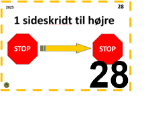 2023 28
1 sideskridt til højre
STOP STOP
28